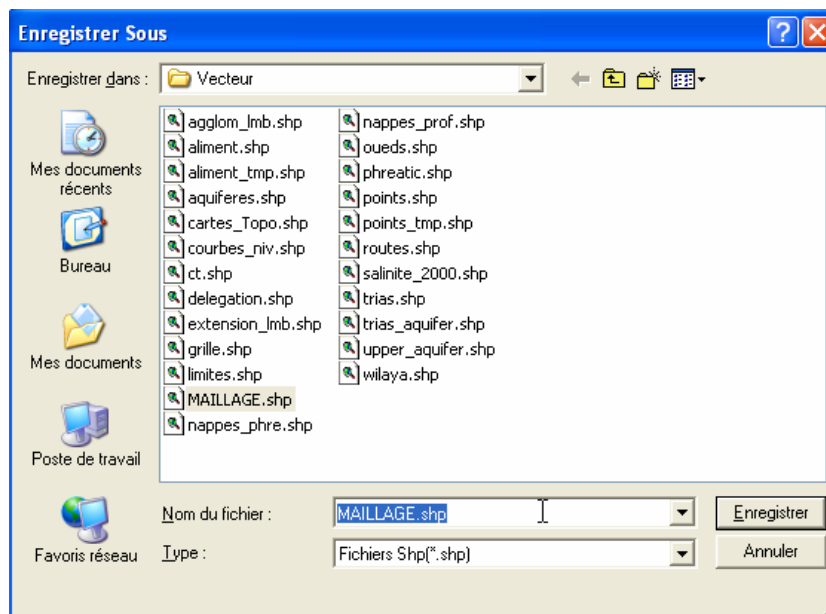 Enregistrer Sous
Enregistrer dans :
Vecteur
Mes documents
récents
Bureau
Mes documents
Poste de travail
Favoris réseau
agglom_lmb.shp
aliment.shp
aliment_tmp.shp
aquiferes.shp
cartes_Topo.shp
courbes_niv.shp
ct.shp
delegation.shp
extension_lmb.shp
grille.shp
limites.shp
MAILLAGE.shp
nappes_phre.shp
nappes_prof.shp
oueds.shp
phreatic.shp
points.shp
points_tmp.shp
routes.shp
salinite_2000.shp
trias.shp
trias_aquifer.shp
upper_aquifer.shp
wilaya.shp
Nom du fichier :
MAILLAGE.shp
Enregistrer
Type :
Fichiers Shp(*.shp)
Annuler